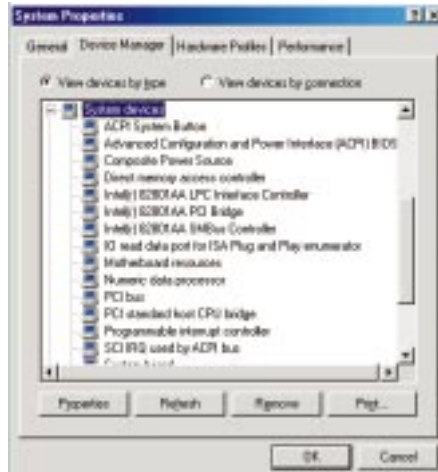 System Properties
General Device Manager Hardware Profiles Performance
View devices by type View devices by connection
System devices
ACPI System Button
Advanced Configuration and Power Interface (ACPI) BIOS
Composite Power Source
Direct memory access controller
Intel(r) 82801AA LPC Interface Controller
Intel(r) 82801AA PCI Bridge
Intel(r) 82801AA SMBus Controller
IO read data port for ISA Plug and Play enumerator
Motherboard resources
Numeric data processor
PCI bus
PCI standard host CPU bridge
Programmable interrupt controller
SCI IRQ used by ACPI bus
System board
Properties Refresh Remove Print...
OK Cancel